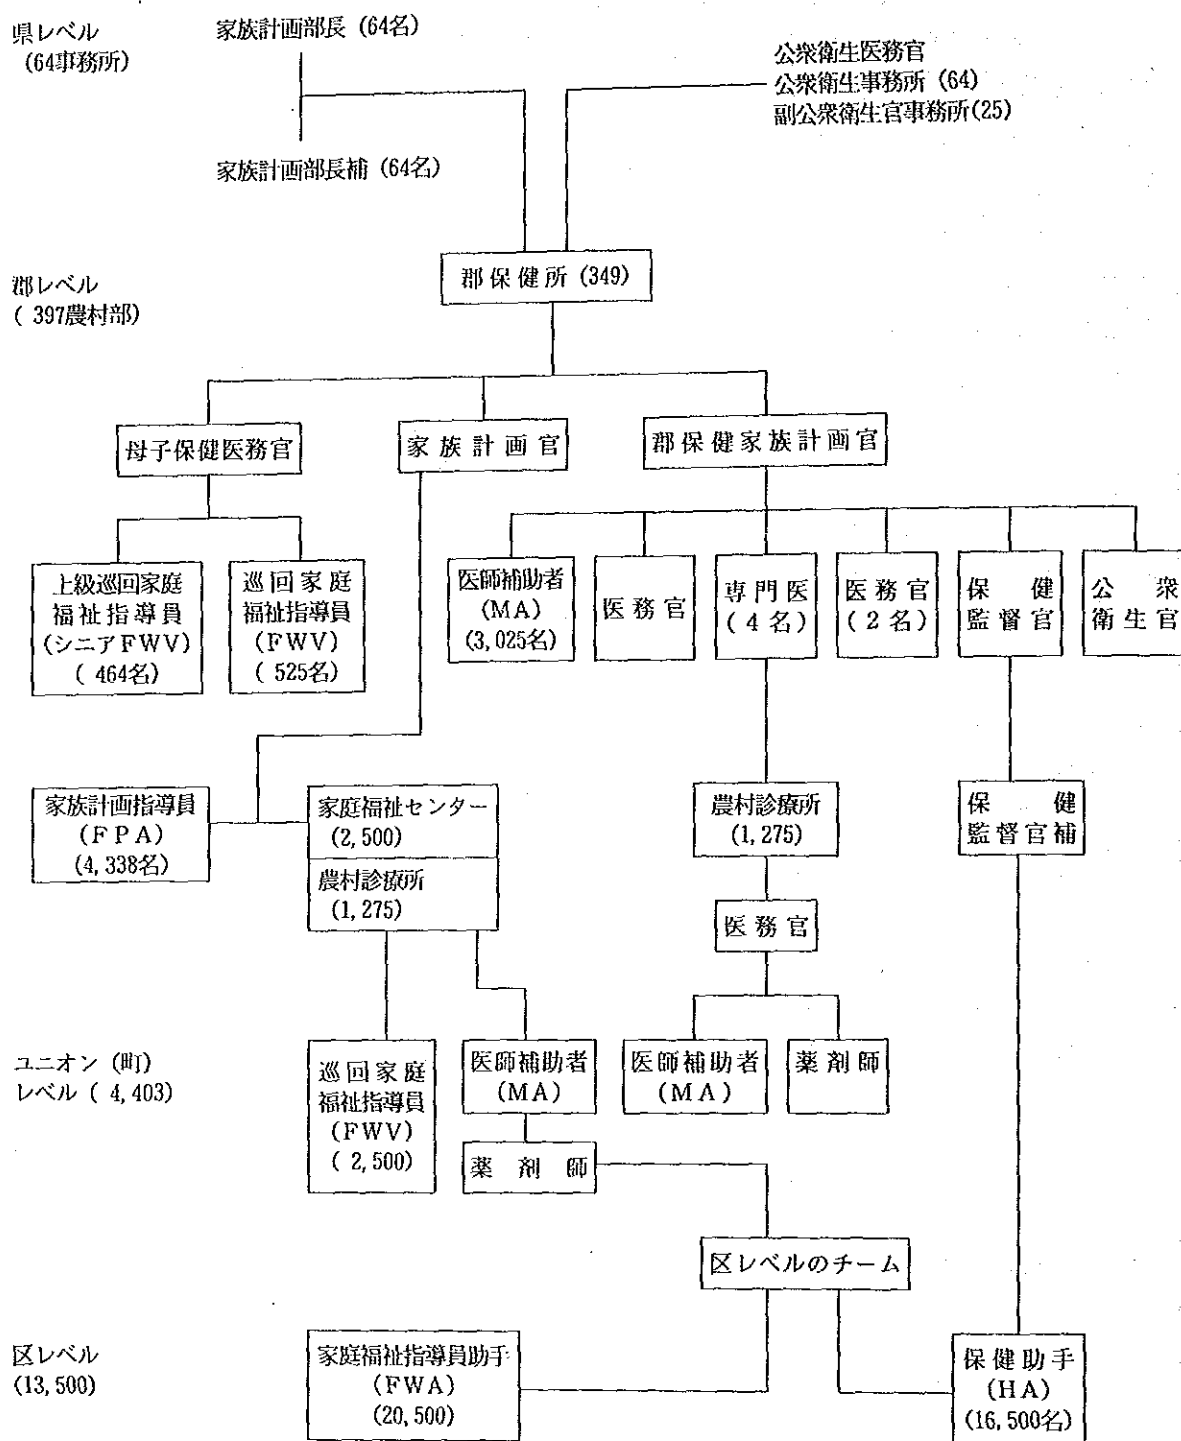 県レベル
(64事務所)
家族計画部長 (64名)
公衆衛生医務官
公衆衛生事務所 (64)
副公衆衛生官事務所(25)
家族計画部長補 (64名)
郡レベル
( 397農村部)
郡保健所 (349)
母子保健医務官
家族計画官
郡保健家族計画官
上級巡回家庭
福祉指導員
(シニアFWV)
( 464名)
巡回家庭
福祉指導員
(FWV)
( 525名)
医師補助者
(MA)
(3,025名)
医務官
専門医
(4名)
医務官
(2名)
保健
監督官
公衆
衛生官
家族計画指導員
(FPA)
(4,338名)
家庭福祉センター
(2,500)
農村診療所
(1,275)
農村診療所
(1,275)
保健
監督官補
医務官
ユニオン (町)
レベル ( 4,403)
巡回家庭
福祉指導員
(FWV)
( 2,500)
医師補助者
(MA)
薬剤師
医師補助者
(MA)
薬剤師
区レベルのチーム
区レベル
(13,500)
家庭福祉指導員助手
(FWA)
(20,500)
保健助手
(HA)
(16,500名)